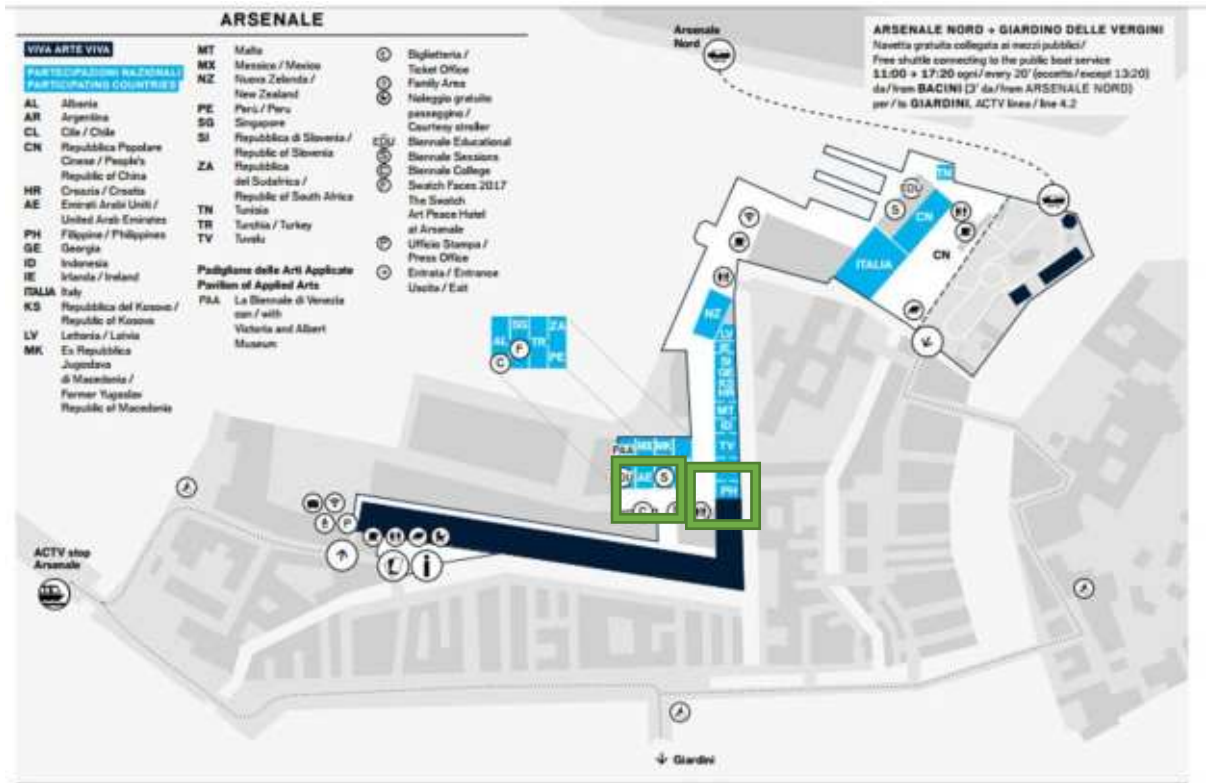 ARSENALE
VIVA ARTE VIVA
PARTECIPAZIONI NAZIONALI
PARTICIPATING COUNTRIES
AL Albania
AR Argentina
CL Cile / Chile
CN Repubblica Popolare
Cinese / People's
Republic of China
HR Croazia / Croatia
AE Emirati Arabi Uniti /
United Arab Emirates
PH Filippine / Philippines
GE Georgia
ID Indonesia
IE Irlanda / Ireland
ITALIA Italy
KS Repubblica del Kosovo /
Republic of Kosovo
LV Lettonia / Latvia
MK Ex Repubblica
Jugoslava
di Macedonia /
Former Yugoslav
Republic of Macedonia
MT Malta
MX Messico / Mexico
NZ Nuova Zelanda /
New Zealand
PE Perù / Peru
SG Singapore
SI Repubblica di Slovenia /
Republic of Slovenia
ZA Repubblica
del Sudafrica /
Republic of South Africa
TN Tunisia
TR Turchia / Turkey
TV Tuvalu
Padiglione delle Arti Applicate
Pavilion of Applied Arts
PAA La Biennale di Venezia
con / with
Victoria and Albert
Museum
Biglietteria /
Ticket Office
Family Area
Noleggio gratuito
passeggino /
Courtesy stroller
EDU Biennale Educational
S Biennale Sessions
C Biennale College
F Swatch Faces 2017
The Swatch
Art Peace Hotel
at Arsenale
P Ufficio Stampa /
Press Office
Entrata / Entrance
Uscita / Exit
Arsenale
Nord
ARSENALE NORD + GIARDINO DELLE VERGINI
Navetta gratuita collegata ai mezzi pubblici /
Free shuttle connecting to the public boat service
11:00 + 17:20 ogni / every 20' (eccetto / except 13:20)
da / from BACINI (3' da / from ARSENALE NORD)
per / to GIARDINI, ACTV linea / line 4.2
TN
EDU
S
CN
CN
ITALIA
NZ
LV
IE
SI
GE
KS
HR
MT
ID
TV
PH
SG
ZA
AL
F
TR
PE
C
PAA
MX
MK
AE
S
C
P
i
ACTV stop
Arsenale
Giardini